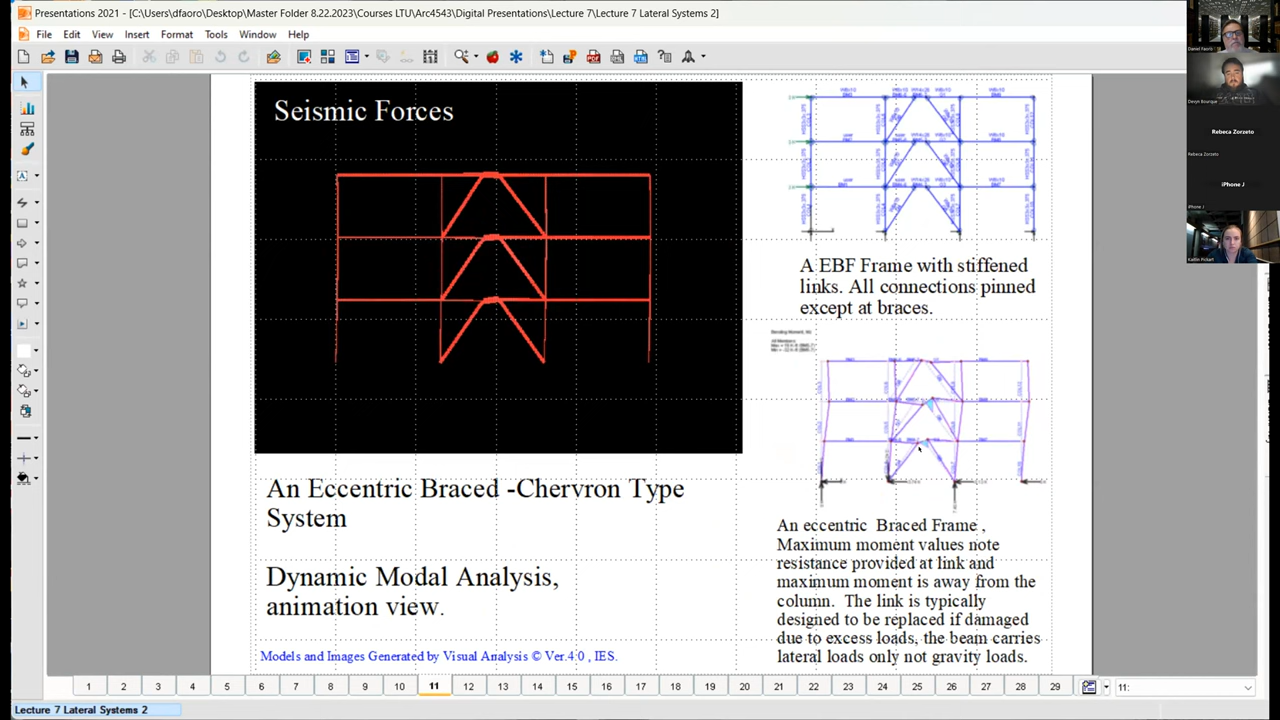 Presentations 2021 - [C:\Users\dfaoro\Desktop\Master Folder 8.22.2023\Courses LTU\Arc4543\Digital Presentations\Lecture 7\Lecture 7 Lateral Systems 2]
File Edit View Insert Format Tools Window Help
Seismic Forces
A EBF Frame with stiffened
links. All connections pinned
except at braces.
An Eccentric Braced -Chervron Type
System
Dynamic Modal Analysis,
animation view.
Models and Images Generated by Visual Analysis © Ver.4.0 , IES.
An eccentric Braced Frame ,
Maximum moment values note
resistance provided at link and
maximum moment is away from the
column. The link is typically
designed to be replaced if damaged
due to excess loads, the beam carries
lateral loads only not gravity loads.
1 2 3 4 5 6 7 8 9 10 11 12 13 14 15 16 17 18 19 20 21 22 23 24 25 26 27 28 29 11:
Lecture 7 Lateral Systems 2
Rebeca Zorzeto
Rebeca Zorzeto
iPhone J
iPhone J
Kaitlin Pickart